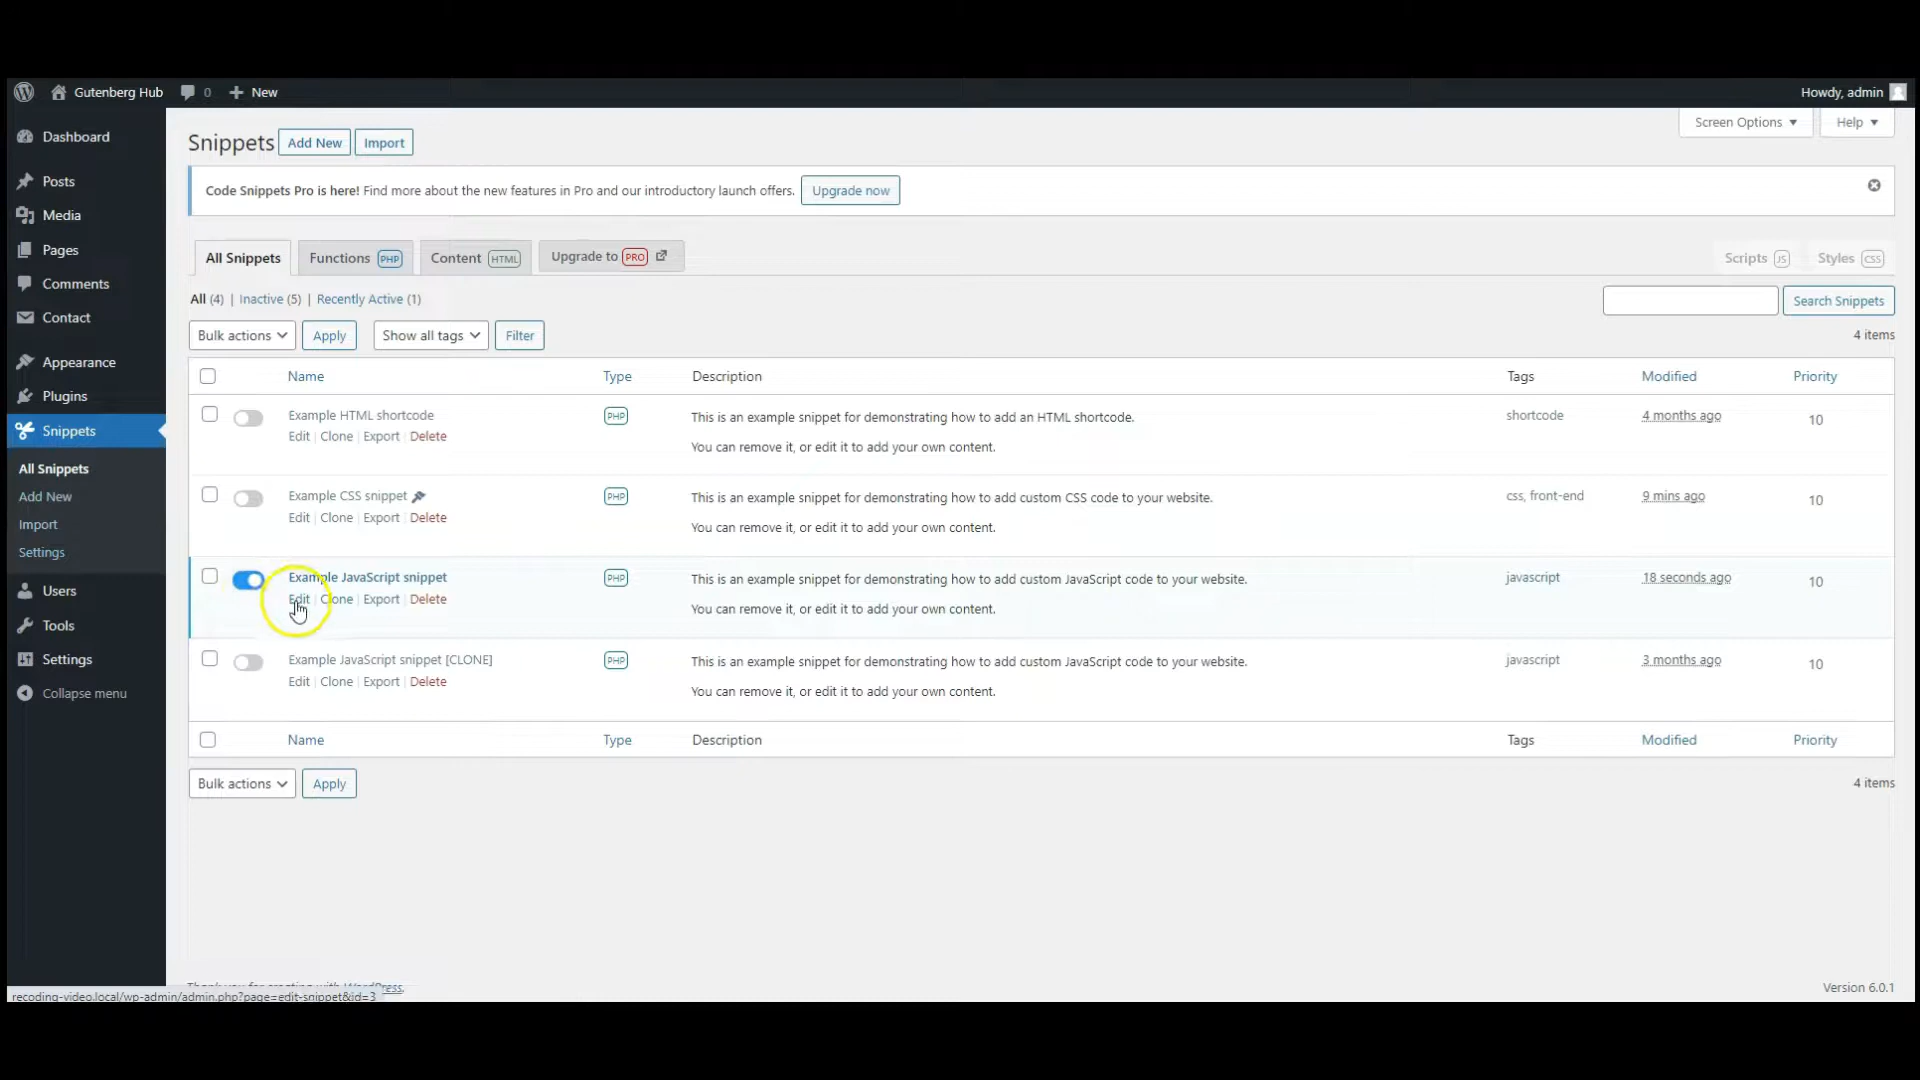 Gutenberg Hub 0 New Howdy, admin
Dashboard
Posts
Media
Pages
Comments
Contact
Appearance
Plugins
Snippets
All Snippets
Add New
Import
Settings
Users
Tools
Settings
Collapse menu
Screen Options Help
Snippets Add New Import
Code Snippets Pro is here! Find more about the new features in Pro and our introductory launch offers. Upgrade now
All Snippets Functions PHP Content HTML Upgrade to PRO Scripts JS Styles CSS
All (4) | Inactive (5) | Recently Active (1)
Search Snippets
Bulk actions Apply Show all tags Filter 4 items
Name Type Description Tags Modified Priority
Example HTML shortcode PHP This is an example snippet for demonstrating how to add an HTML shortcode. shortcode 4 months ago 10
Edit | Clone | Export | Delete
You can remove it, or edit it to add your own content.
Example CSS snippet PHP This is an example snippet for demonstrating how to add custom CSS code to your website. css, front-end 9 mins ago 10
Edit | Clone | Export | Delete
You can remove it, or edit it to add your own content.
Example JavaScript snippet PHP This is an example snippet for demonstrating how to add custom JavaScript code to your website. javascript 18 seconds ago 10
Edit | Clone | Export | Delete
You can remove it, or edit it to add your own content.
Example JavaScript snippet [CLONE] PHP This is an example snippet for demonstrating how to add custom JavaScript code to your website. javascript 3 months ago 10
Edit | Clone | Export | Delete
You can remove it, or edit it to add your own content.
Name Type Description Tags Modified Priority
Bulk actions Apply 4 items
Thank you for creating with WordPress. Version 6.0.1
recoding-video.local/wp-admin/admin.php?page=edit-snippet&id=3